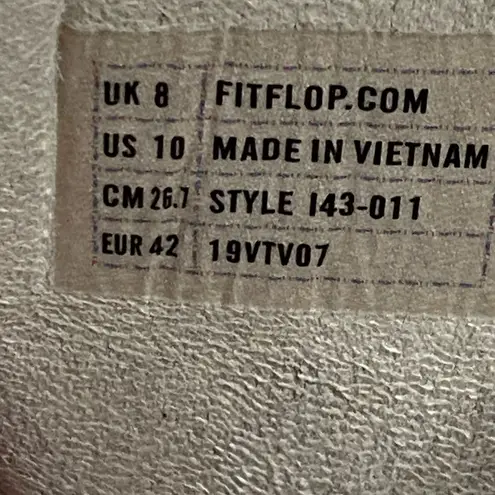 UK 8 FITFLOP.COM
US 10 MADE IN VIETNAM
CM 26.7 STYLE I43-011
EUR 42 19VTV07